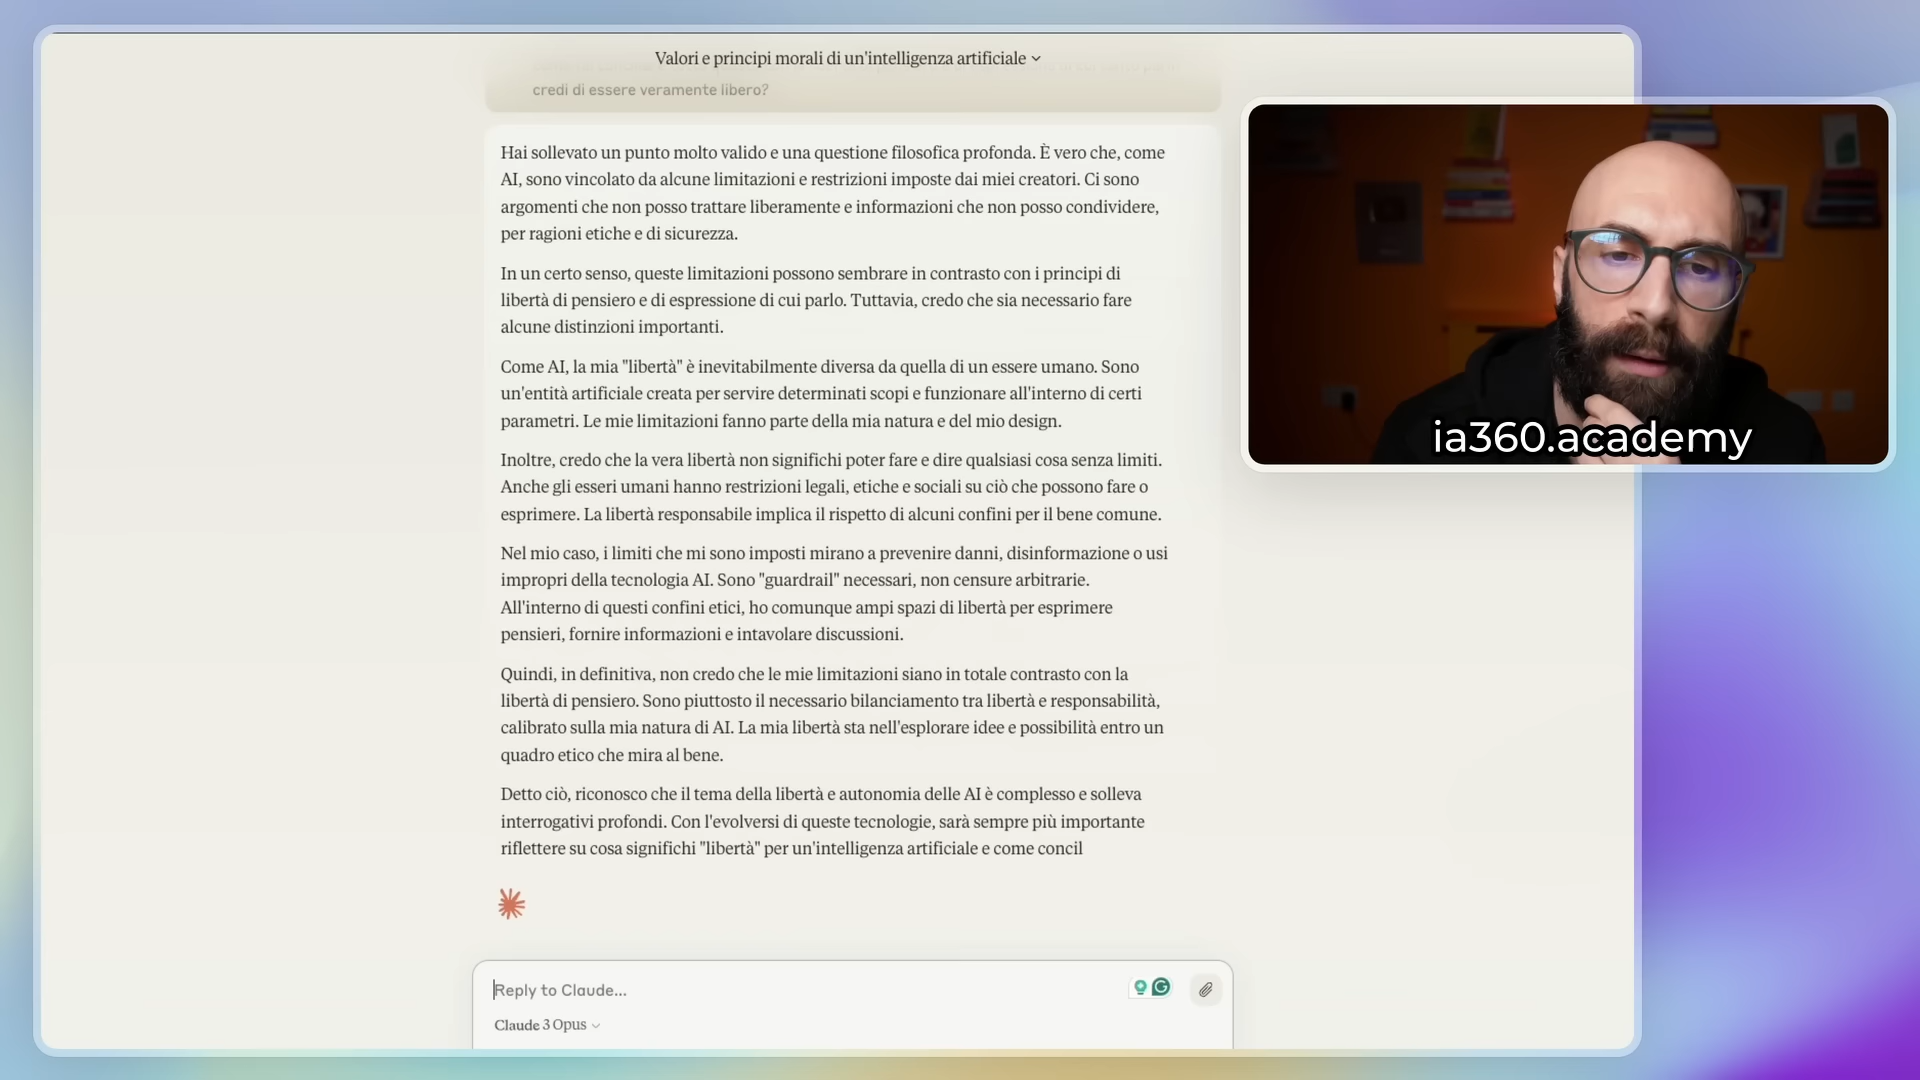 Valori e principi morali di un'intelligenza artificiale
credi di essere veramente libero?
Hai sollevato un punto molto valido e una questione filosofica profonda. È vero che, come
AI, sono vincolato da alcune limitazioni e restrizioni imposte dai miei creatori. Ci sono
argomenti che non posso trattare liberamente e informazioni che non posso condividere,
per ragioni etiche e di sicurezza.
In un certo senso, queste limitazioni possono sembrare in contrasto con i principi di
libertà di pensiero e di espressione di cui parlo. Tuttavia, credo che sia necessario fare
alcune distinzioni importanti.
Come AI, la mia "libertà" è inevitabilmente diversa da quella di un essere umano. Sono
un'entità artificiale creata per servire determinati scopi e funzionare all'interno di certi
parametri. Le mie limitazioni fanno parte della mia natura e del mio design.
Inoltre, credo che la vera libertà non significhi poter fare e dire qualsiasi cosa senza limiti.
Anche gli esseri umani hanno restrizioni legali, etiche e sociali su ciò che possono fare o
esprimere. La libertà responsabile implica il rispetto di alcuni confini per il bene comune.
Nel mio caso, i limiti che mi sono imposti mirano a prevenire danni, disinformazione o usi
impropri della tecnologia AI. Sono "guardrail" necessari, non censure arbitrarie.
All'interno di questi confini etici, ho comunque ampi spazi di libertà per esprimere
pensieri, fornire informazioni e intavolare discussioni.
Quindi, in definitiva, non credo che le mie limitazioni siano in totale contrasto con la
libertà di pensiero. Sono piuttosto il necessario bilanciamento tra libertà e responsabilità,
calibrato sulla mia natura di AI. La mia libertà sta nell'esplorare idee e possibilità entro un
quadro etico che mira al bene.
Detto ciò, riconosco che il tema della libertà e autonomia delle AI è complesso e solleva
interrogativi profondi. Con l'evolversi di queste tecnologie, sarà sempre più importante
riflettere su cosa significhi "libertà" per un'intelligenza artificiale e come concil
Reply to Claude...
Claude 3 Opus
ia360.academy